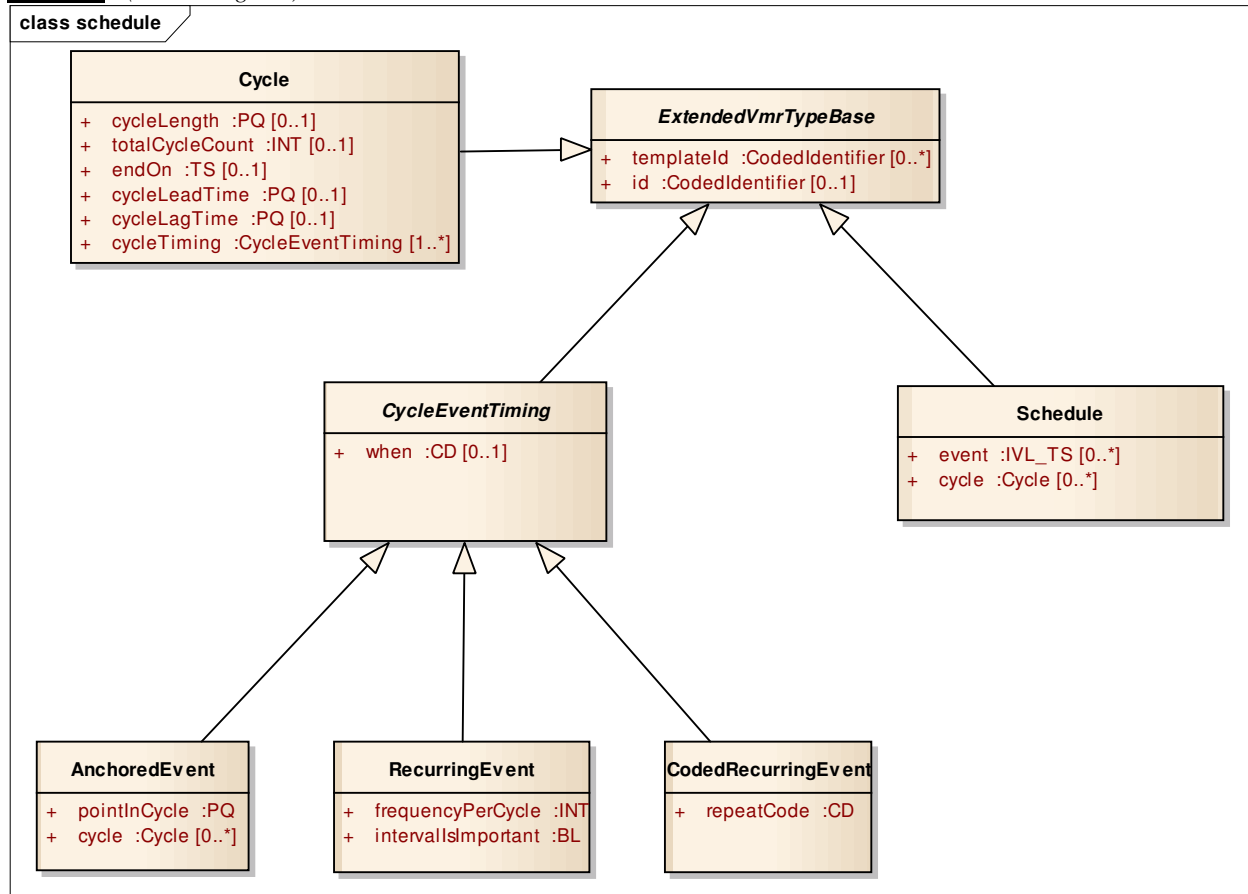 class schedule
Cycle
+ cycleLength :PQ [0..1]
+ totalCycleCount :INT [0..1]
+ endOn :TS [0..1]
+ cycleLeadTime :PQ [0..1]
+ cycleLagTime :PQ [0..1]
+ cycleTiming :CycleEventTiming [1..*]
ExtendedVmrTypeBase
+ templateId :CodedIdentifier [0..*]
+ id :CodedIdentifier [0..1]
CycleEventTiming
+ when :CD [0..1]
Schedule
+ event :IVL_TS [0..*]
+ cycle :Cycle [0..*]
AnchoredEvent
+ pointInCycle :PQ
+ cycle :Cycle [0..*]
RecurringEvent
+ frequencyPerCycle :INT
+ intervalIsImportant :BL
CodedRecurringEvent
+ repeatCode :CD